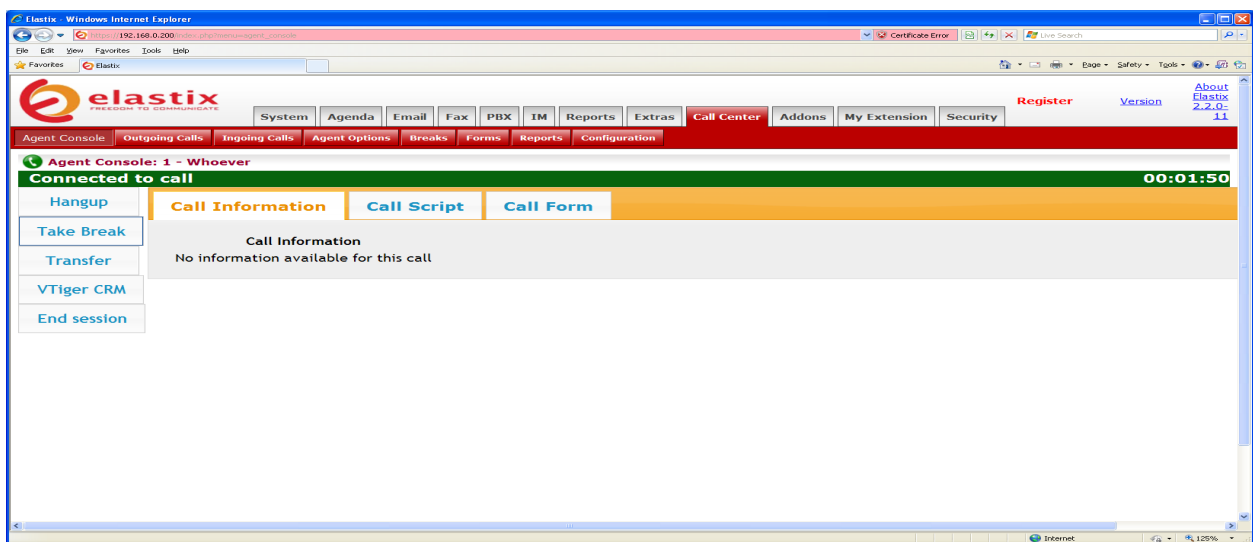 Elastix - Windows Internet Explorer
https://192.168.0.200/index.php?menu=agent_console
Certificate Error
Live Search
File Edit View Favorites Tools Help
Favorites Elastix
Page Safety Tools
elastix
FREEDOM TO COMMUNICATE
System Agenda Email Fax PBX IM Reports Extras Call Center Addons My Extension Security
Register Version About Elastix 2.2.0-11
Agent Console Outgoing Calls Ingoing Calls Agent Options Breaks Forms Reports Configuration
Agent Console: 1 - Whoever
Connected to call 00:01:50
Hangup
Take Break
Transfer
VTiger CRM
End session
Call Information Call Script Call Form
Call Information
No information available for this call
Internet 125%